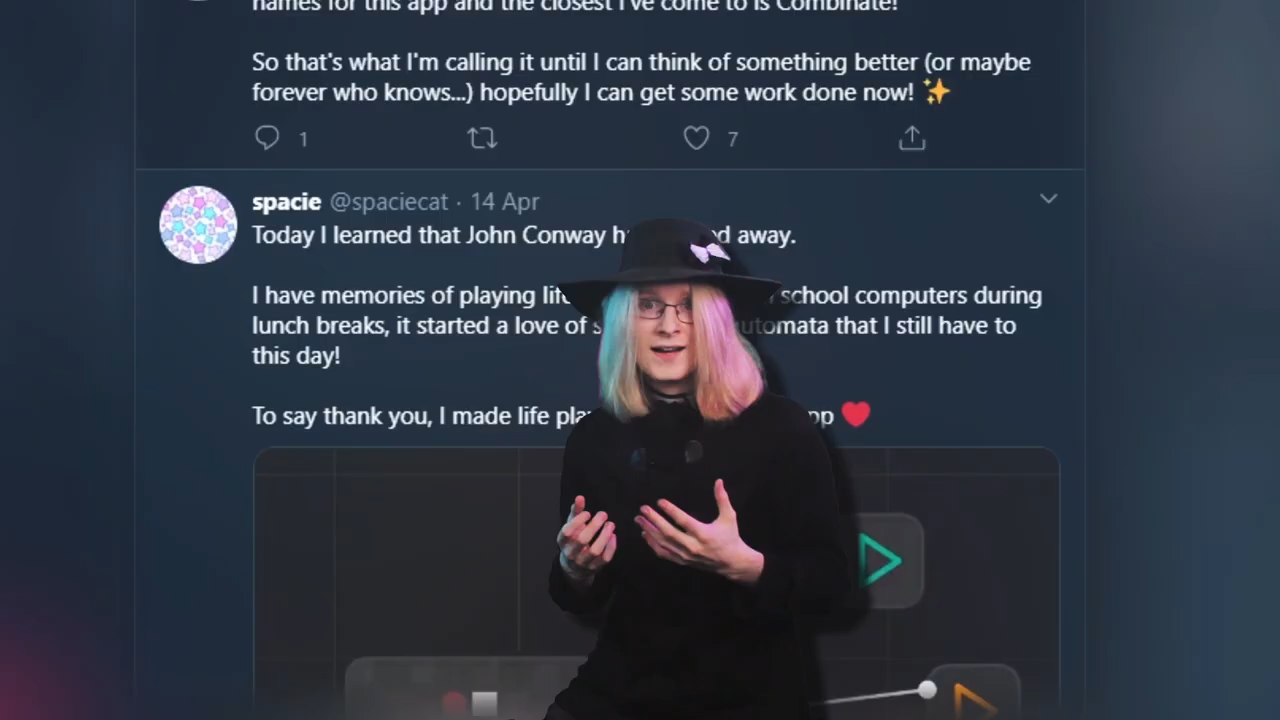 names for this app and the closest I've come to is Combinate!
So that's what I'm calling it until I can think of something better (or maybe
forever who knows...) hopefully I can get some work done now! ✨
1 7
spacie @spaciecat · 14 Apr
Today I learned that John Conway away.
I have memories of playing school computers during
lunch breaks, it started a love of automata that I still have to
this day!
To say thank you, I made life ❤️